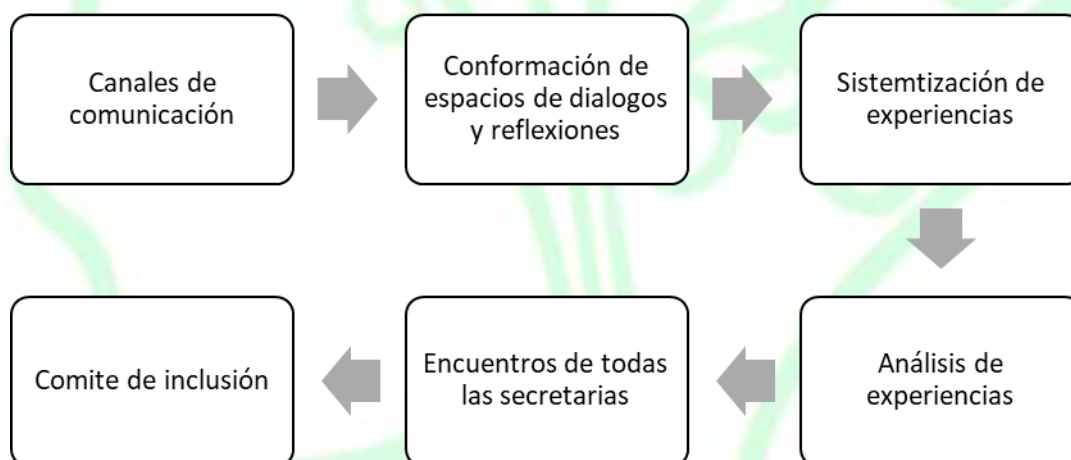 Canales de
comunicación
Conformación de
espacios de dialogos
y reflexiones
Sistemtización de
experiencias
Análisis de
experiencias
Encuentros de todas
las secretarias
Comite de inclusión